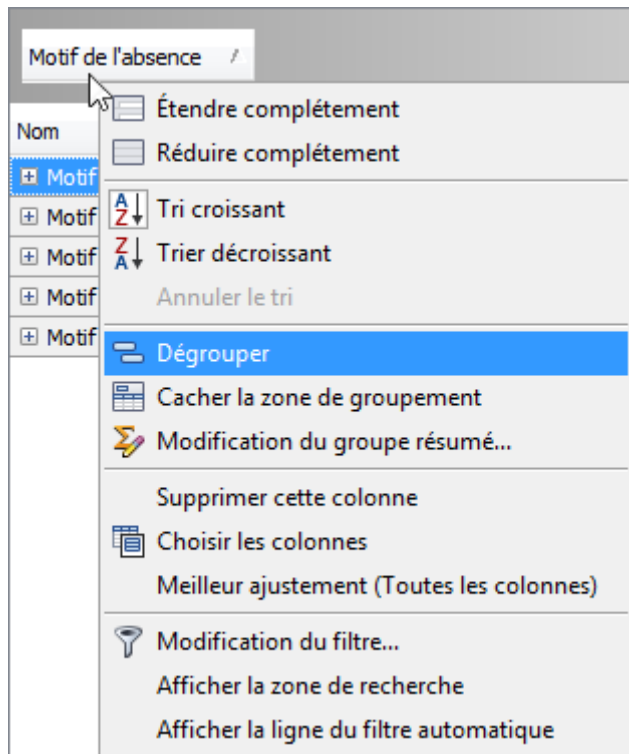 Motif de l'absence
Nom
Motif
Motif
Motif
Motif
Motif
Étendre complétement
Réduire complétement
Tri croissant
Trier décroissant
Annuler le tri
Dégrouper
Cacher la zone de groupement
Modification du groupe résumé...
Supprimer cette colonne
Choisir les colonnes
Meilleur ajustement (Toutes les colonnes)
Modification du filtre...
Afficher la zone de recherche
Afficher la ligne du filtre automatique